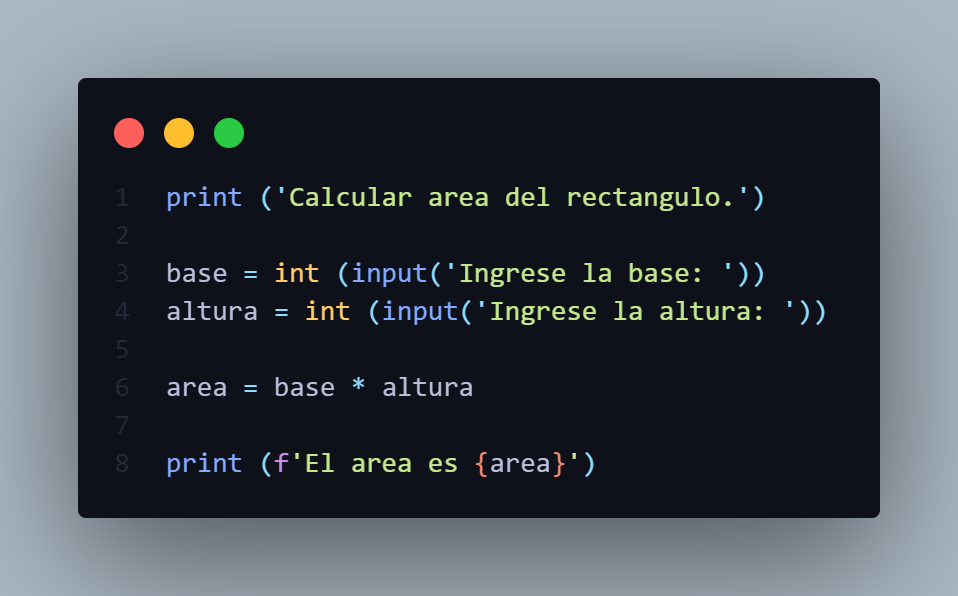 1 print ('Calcular area del rectangulo.')
2
3 base = int (input('Ingrese la base: '))
4 altura = int (input('Ingrese la altura: '))
5
6 area = base * altura
7
8 print (f'El area es {area}')